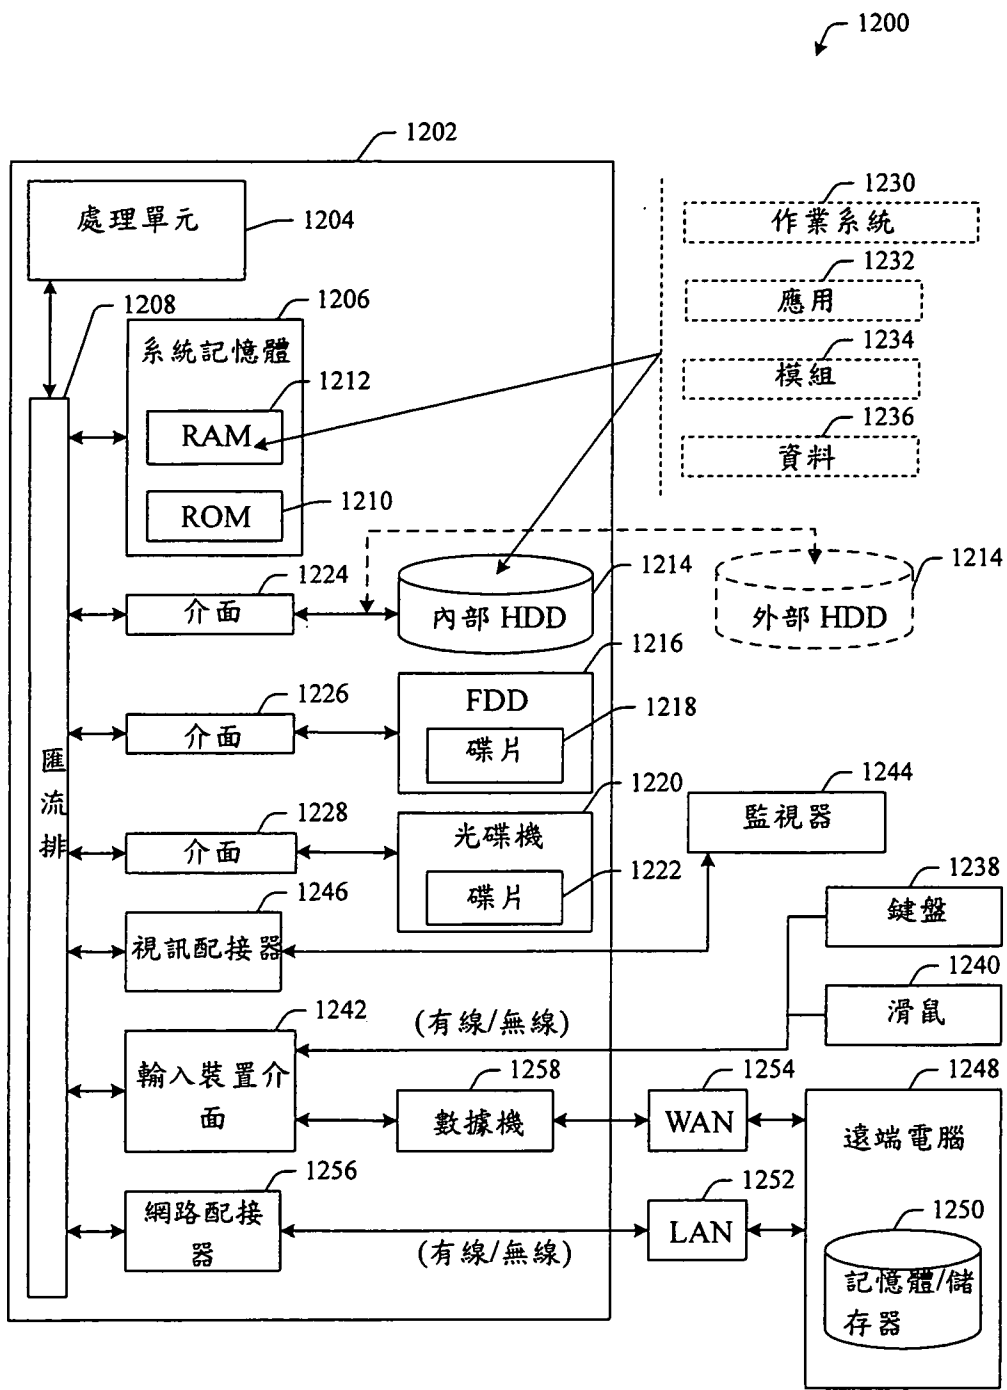 1200
1202
處理單元
1204
1208
1206
系統記憶體
1212
RAM
1210
ROM
1230
作業系統
1232
應用
1234
模組
1236
資料
1224
介面
1214
內部 HDD
1214
外部 HDD
1226
介面
1216
FDD
1218
碟片
匯流排
1228
介面
1220
光碟機
1222
碟片
1244
監視器
1246
視訊配接器
1238
鍵盤
1240
滑鼠
1242
輸入裝置介
面
(有線/無線)
1258
數據機
1254
WAN
1248
遠端電腦
1256
網路配接
器
(有線/無線)
1252
LAN
1250
記憶體/儲
存器